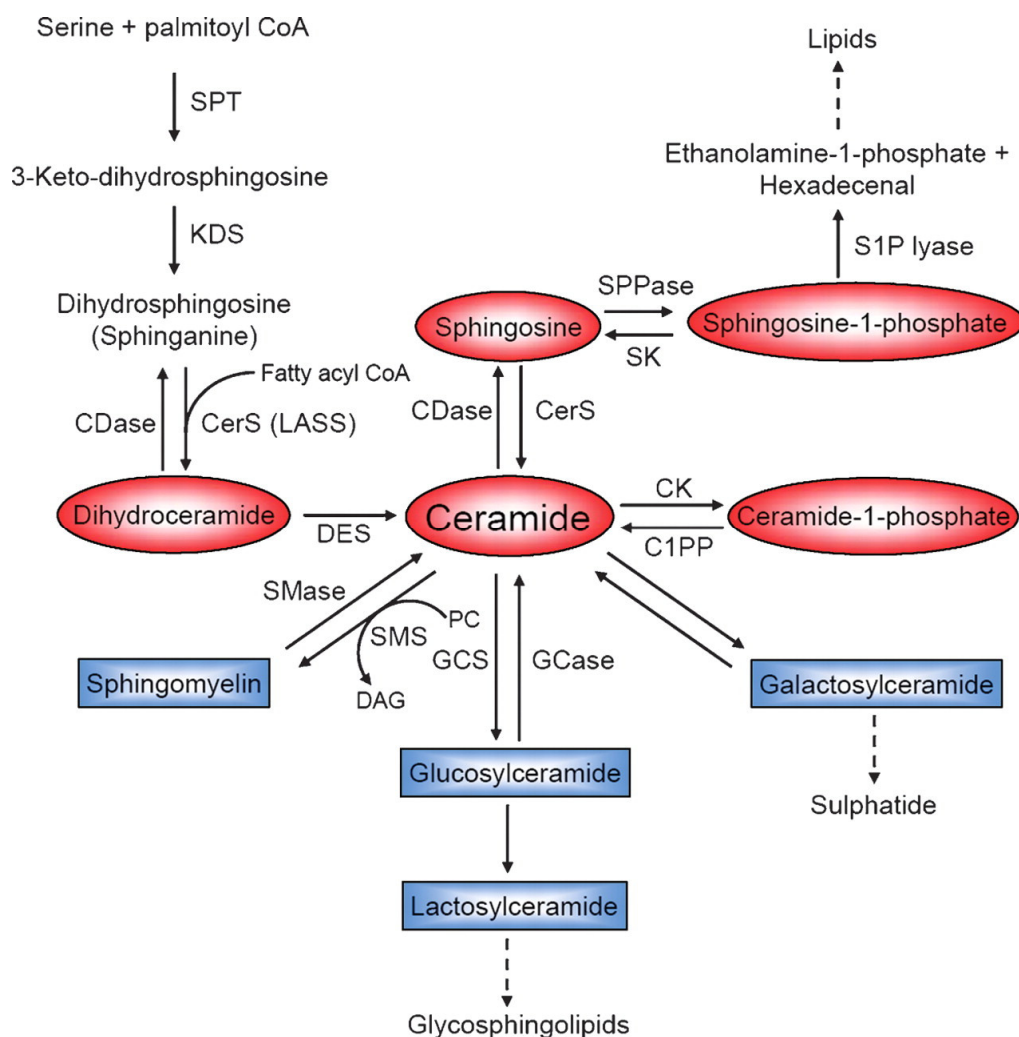 Serine + palmitoyl CoA
Lipids
SPT
Ethanolamine-1-phosphate +
Hexadecenal
3-Keto-dihydrosphingosine
KDS
S1P lyase
Dihydrosphingosine
(Sphinganine)
SPPase
Sphingosine
Sphingosine-1-phosphate
SK
Fatty acyl CoA
CDase
CerS (LASS)
CDase
CerS
Dihydroceramide
DES
Ceramide
CK
C1PP
Ceramide-1-phosphate
SMase
SMS
PC
DAG
GCS
GCase
Sphingomyelin
Galactosylceramide
Glucosylceramide
Sulphatide
Lactosylceramide
Glycosphingolipids